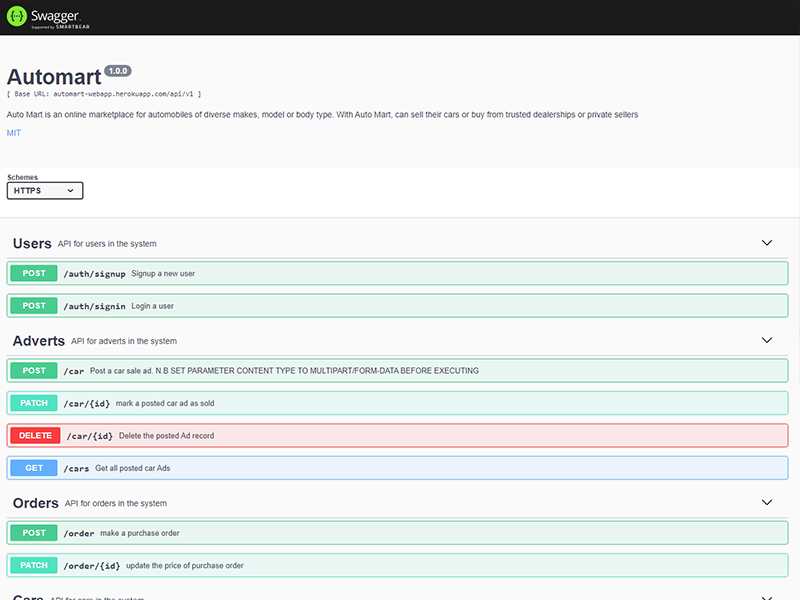 Swagger.
Supported by SMARTBEAR
Automart 1.0.0
[ Base URL: automart-webapp.herokuapp.com/api/v1 ]
Auto Mart is an online marketplace for automobiles of diverse makes, model or body type. With Auto Mart, can sell their cars or buy from trusted dealerships or private sellers
MIT
Schemes
HTTPS
Users API for users in the system
POST /auth/signup Signup a new user
POST /auth/signin Login a user
Adverts API for adverts in the system
POST /car Post a car sale ad. N.B SET PARAMETER CONTENT TYPE TO MULTIPART/FORM-DATA BEFORE EXECUTING
PATCH /car/{id} mark a posted car ad as sold
DELETE /car/{id} Delete the posted Ad record
GET /cars Get all posted car Ads
Orders API for orders in the system
POST /order make a purchase order
PATCH /order/{id} update the price of purchase order
Cars API for cars in the system